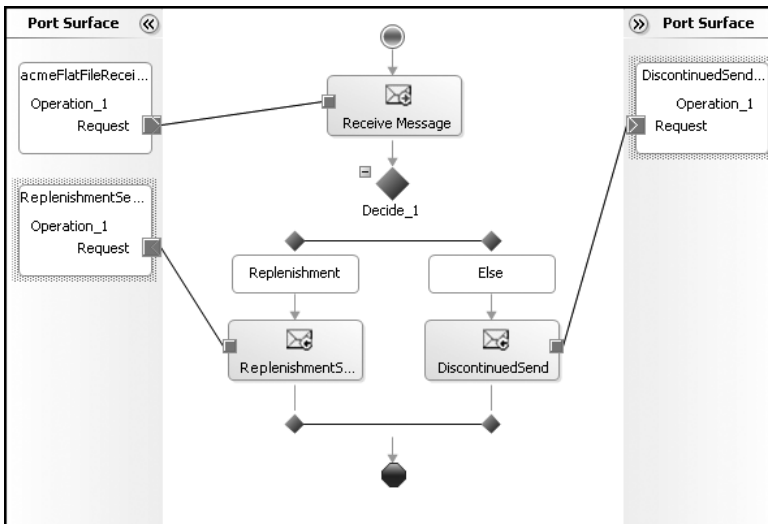 Port Surface
acmeFlatFileRecei...
Operation_1
Request
ReplenishmentSe...
Operation_1
Request
Receive Message
Decide_1
Replenishment
Else
ReplenishmentS...
DiscontinuedSend
Port Surface
DiscontinuedSend...
Operation_1
Request